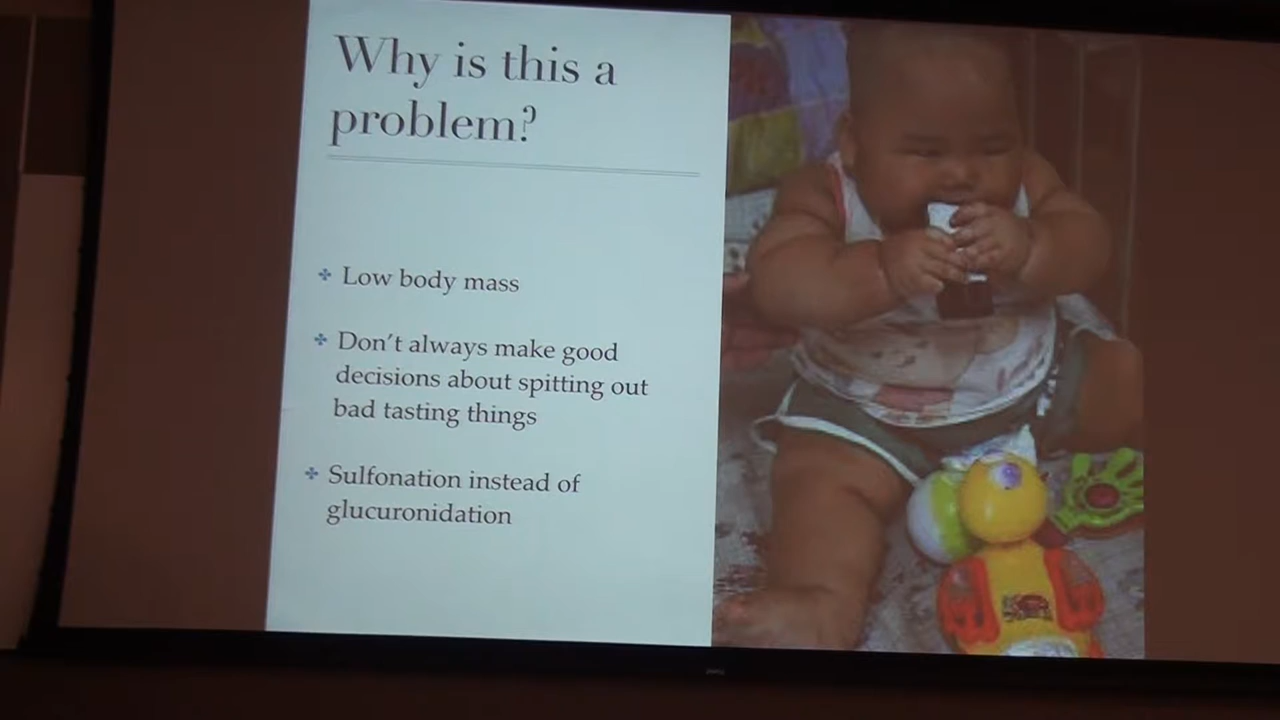 Why is this a
problem?
Low body mass
Don't always make good
decisions about spitting out
bad tasting things
Sulfonation instead of
glucuronidation